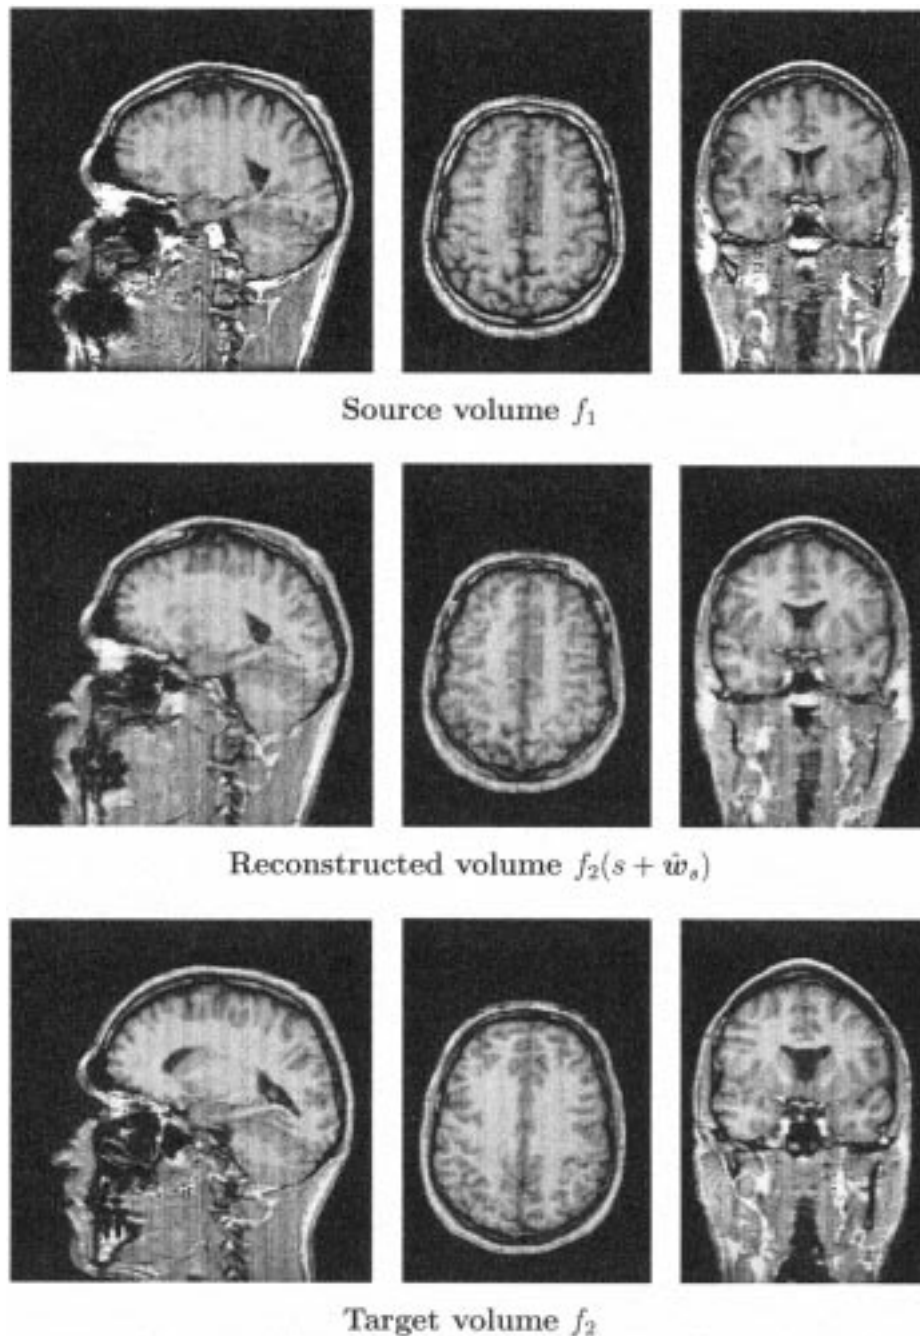 Source volume f₁
Reconstructed volume f₂(s + ŵₛ)
Target volume f₂